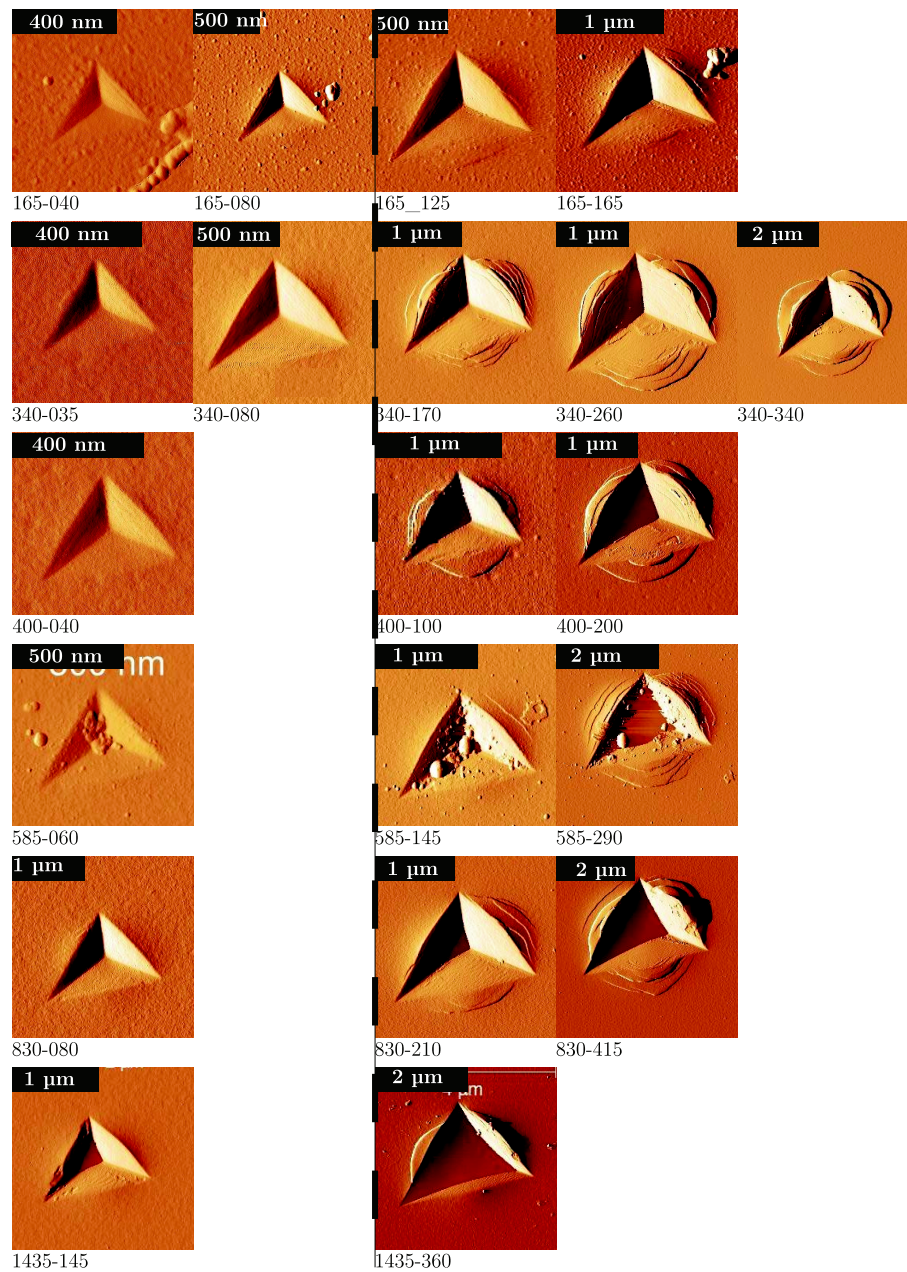 400 nm 500 nm 500 nm 1 µm
165-040 165-080 165_125 165-165
400 nm 500 nm 1 µm 1 µm 2 µm
340-035 340-080 340-170 340-260 340-340
400 nm 1 µm 1 µm
400-040 400-100 400-200
500 nm 1 µm 2 µm
nm
585-060 585-145 585-290
1 µm 1 µm 2 µm
830-080 830-210 830-415
1 µm 2 µm
µm
1435-145 1435-360